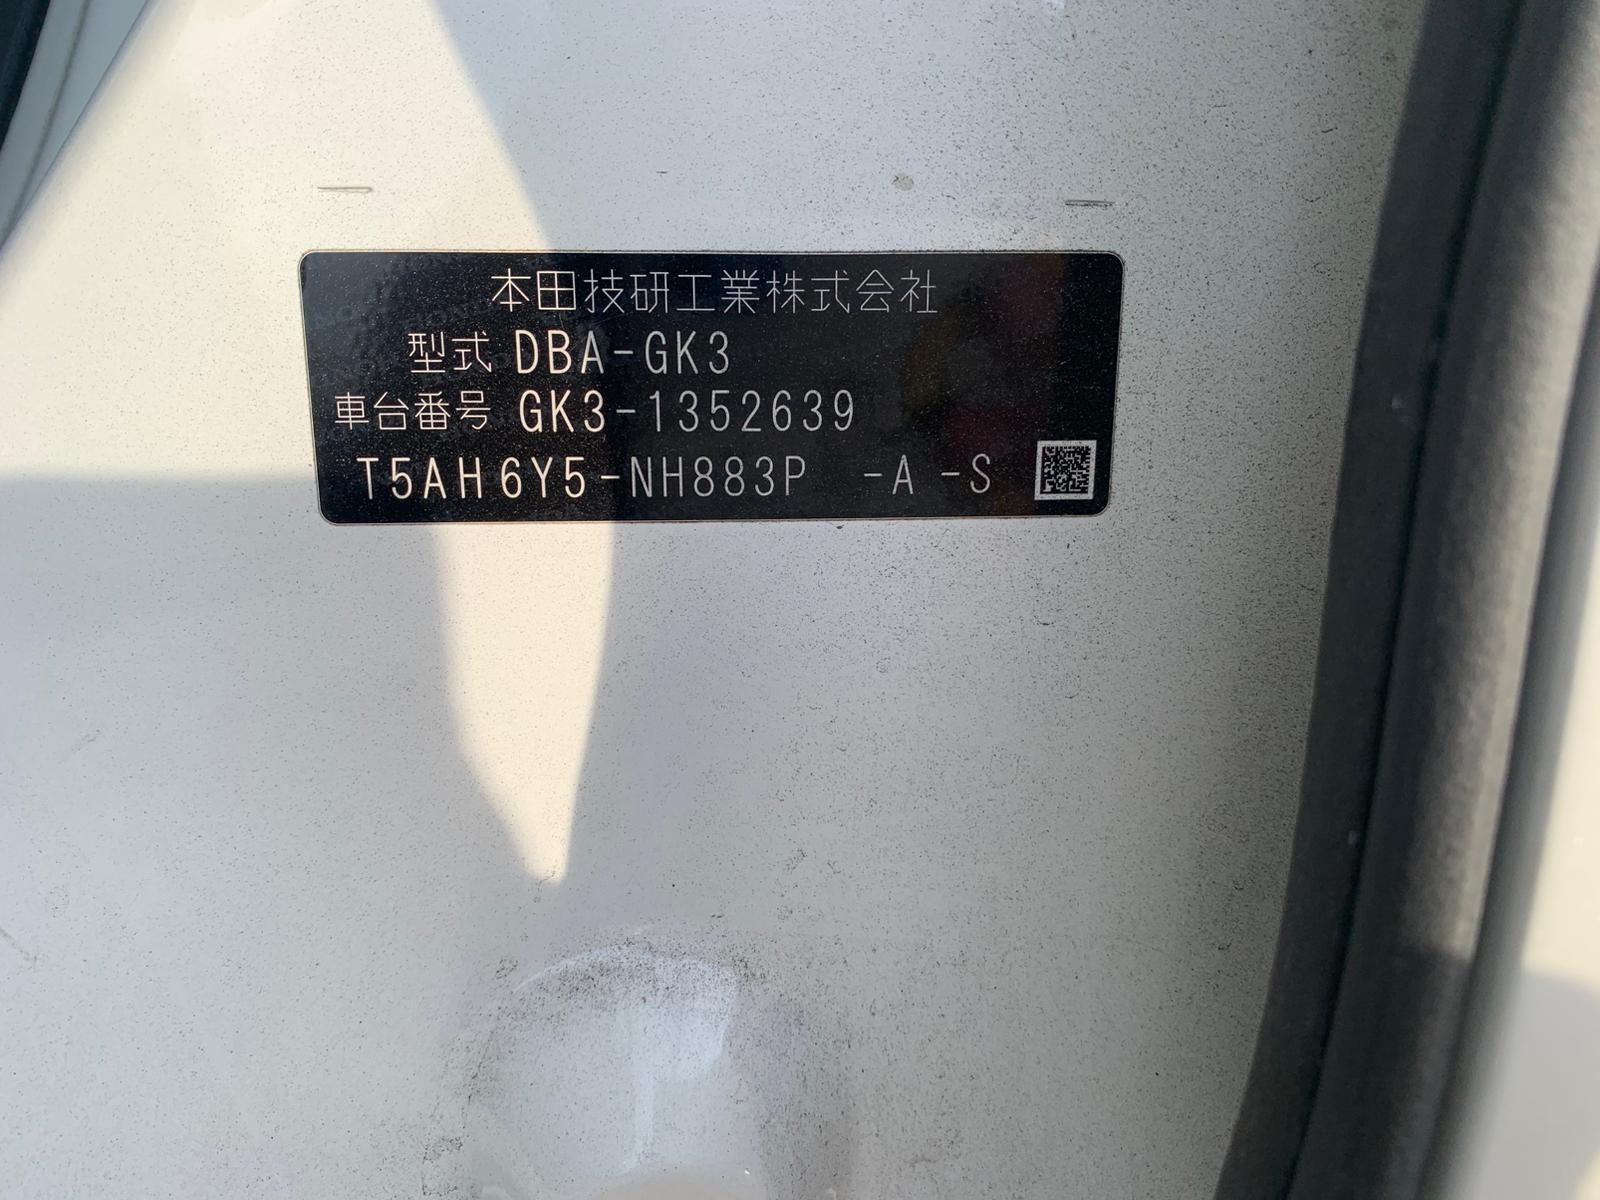 本田技研工業株式会社
型式 DBA-GK3
車台番号 GK3-1352639
T5AH6Y5-NH883P -A -S